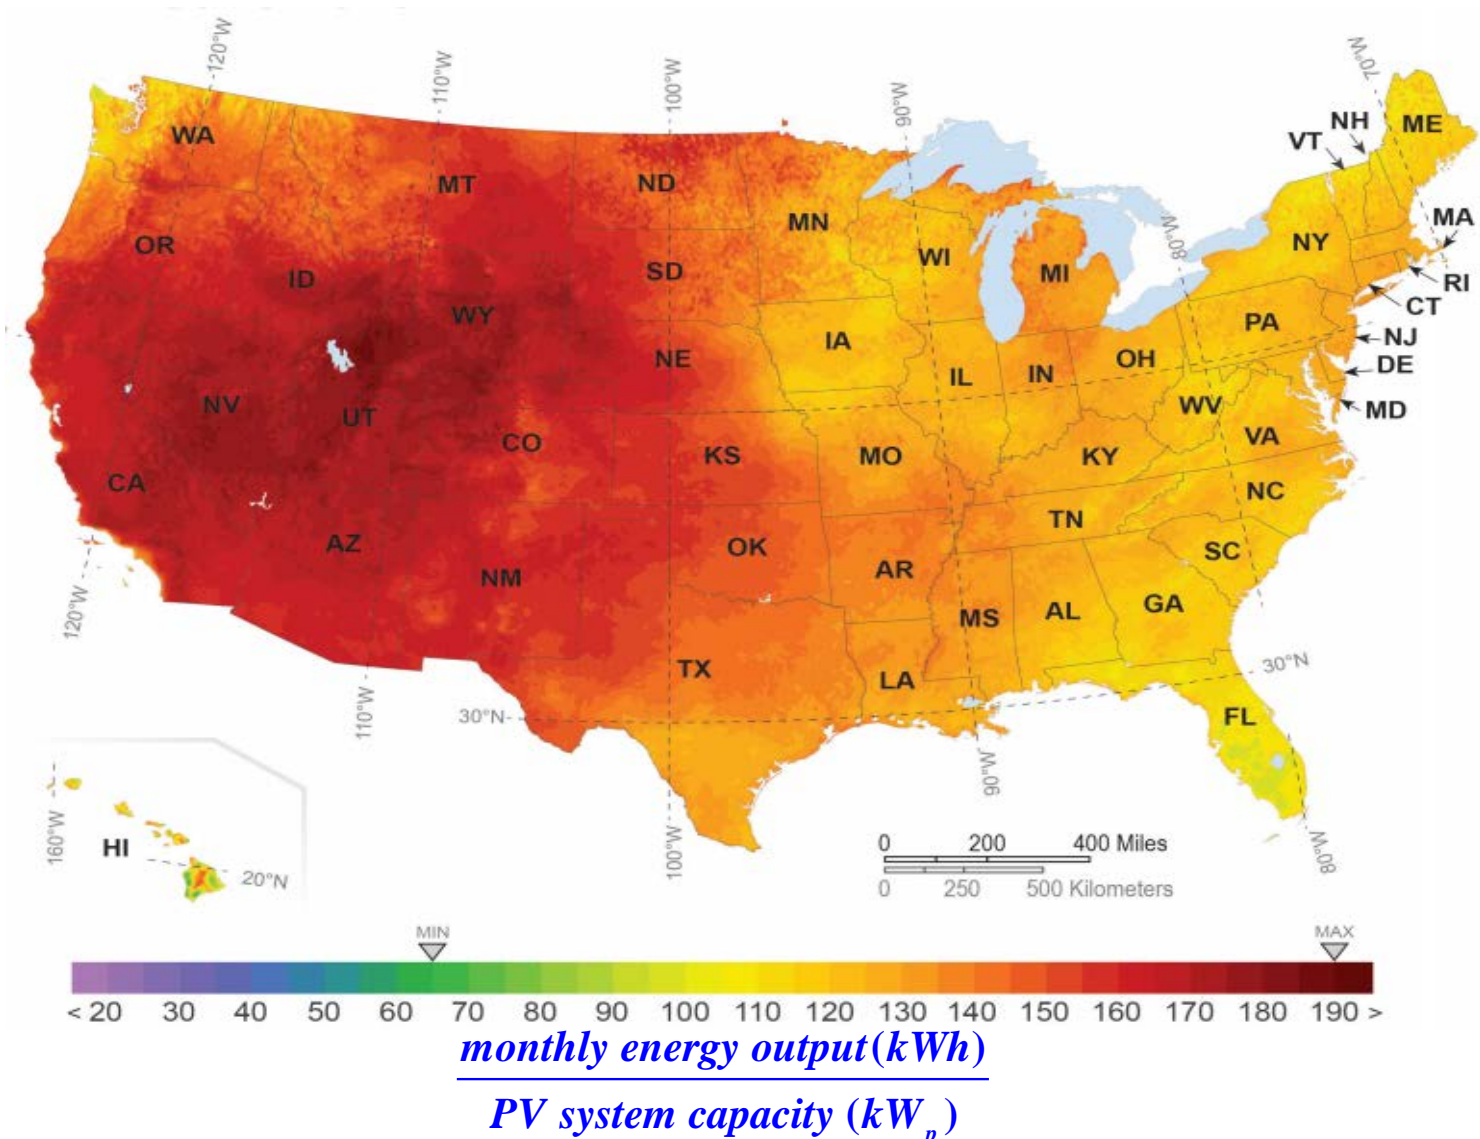 120°W
110°W
100°W
90°W
70°W
NH
VT
ME
WA
MT
ND
MN
WI
MI
NY
MA
80°W
OR
ID
WY
SD
RI
CT
PA
NJ
IA
NE
DE
IL
IN
OH
MD
NV
UT
CO
KS
MO
KY
WV
VA
CA
NC
TN
AZ
NM
OK
AR
SC
MS
AL
GA
120°W
TX
LA
30°N
110°W
30°N
FL
90°W
160°W
HI
20°N
100°W
0 200 400 Miles
0 250 500 Kilometers
80°W
MIN MAX
< 20 30 40 50 60 70 80 90 100 110 120 130 140 150 160 170 180 190 >
monthly energy output (kWh)
PV system capacity (kWp)